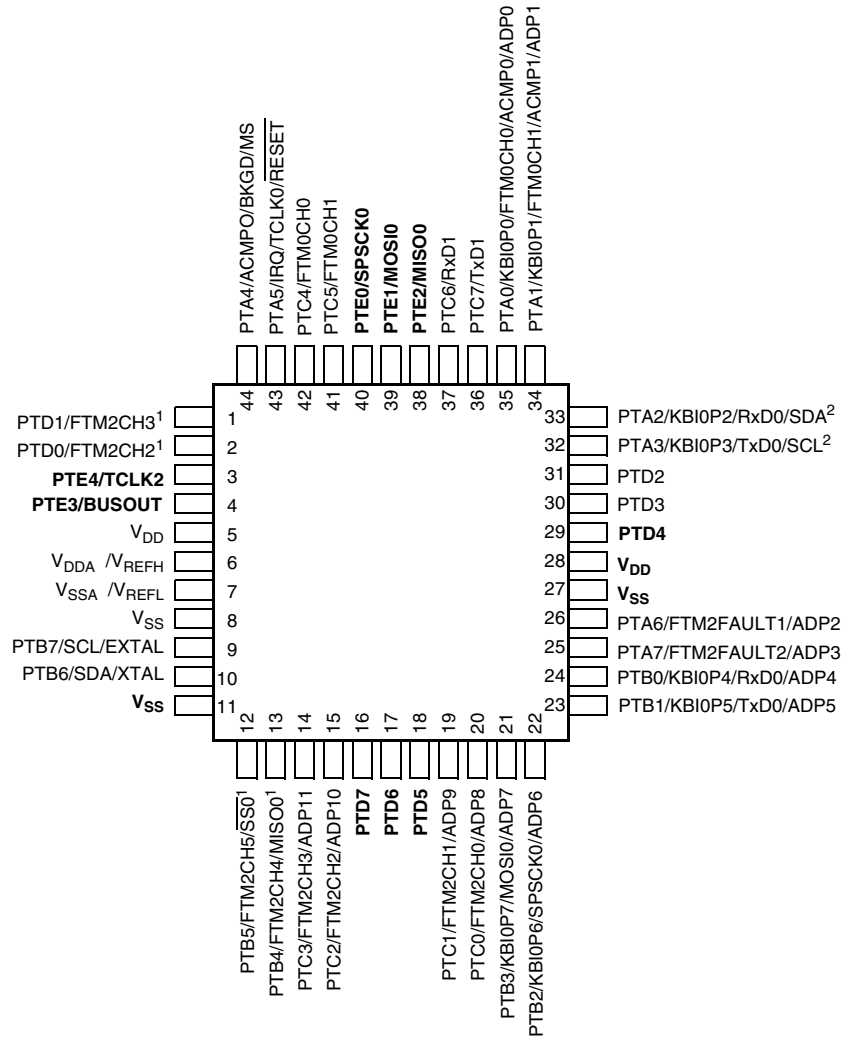 PTA4/ACMPO/BKGD/MS
PTA5/IRQ/TCLK0/RESET
PTC4/FTM0CH0
PTC5/FTM0CH1
PTE0/SPSCK0
PTE1/MOSI0
PTE2/MISO0
PTC6/RxD1
PTC7/TxD1
PTA0/KBI0P0/FTM0CH0/ACMP0/ADP0
PTA1/KBI0P1/FTM0CH1/ACMP1/ADP1
44
43
42
41
40
39
38
37
36
35
34
PTD1/FTM2CH3¹ 1
PTD0/FTM2CH2¹ 2
PTE4/TCLK2 3
PTE3/BUSOUT 4
VDD 5
VDDA /VREFH 6
VSSA /VREFL 7
VSS 8
PTB7/SCL/EXTAL 9
PTB6/SDA/XTAL 10
VSS 11
33 PTA2/KBI0P2/RxD0/SDA²
32 PTA3/KBI0P3/TxD0/SCL²
31 PTD2
30 PTD3
29 PTD4
28 VDD
27 VSS
26 PTA6/FTM2FAULT1/ADP2
25 PTA7/FTM2FAULT2/ADP3
24 PTB0/KBI0P4/RxD0/ADP4
23 PTB1/KBI0P5/TxD0/ADP5
12
13
14
15
16
17
18
19
20
21
22
PTB5/FTM2CH5/SS0¹
PTB4/FTM2CH4/MISO0¹
PTC3/FTM2CH3/ADP11
PTC2/FTM2CH2/ADP10
PTD7
PTD6
PTD5
PTC1/FTM2CH1/ADP9
PTC0/FTM2CH0/ADP8
PTB3/KBI0P7/MOSI0/ADP7
PTB2/KBI0P6/SPSCK0/ADP6